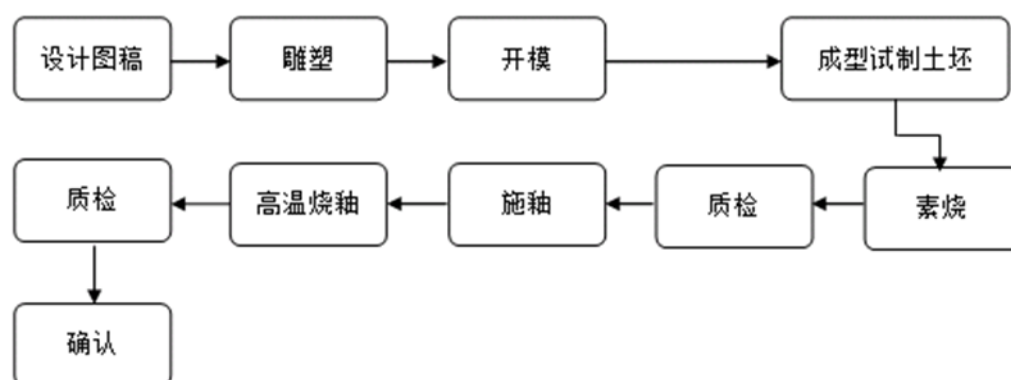 设计图稿
雕塑
开模
成型试制土坯
素烧
质检
施釉
高温烧釉
质检
确认